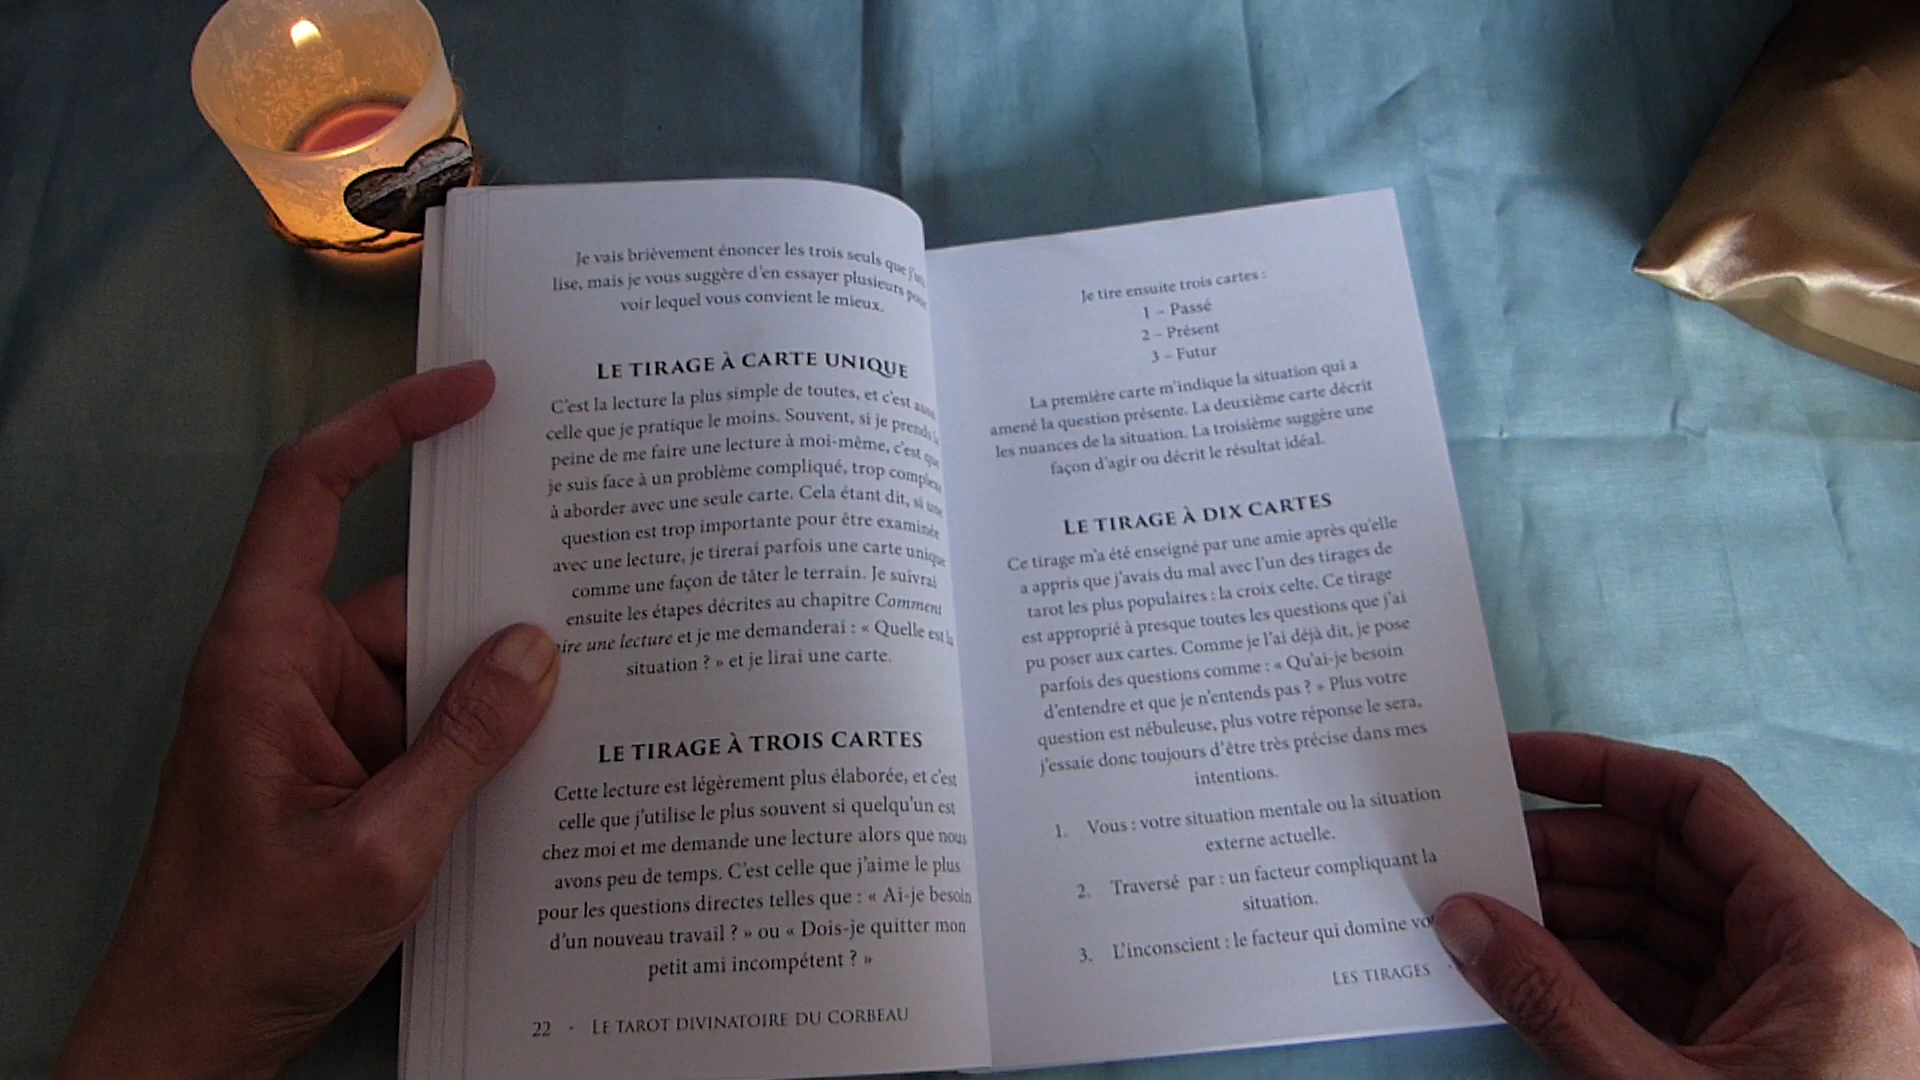 Je vais brièvement énoncer les trois seuls que j'u
lise, mais je vous suggère d'en essayer plusieurs pour
voir lequel vous convient le mieux.
LE TIRAGE À CARTE UNIQUE
C'est la lecture la plus simple de toutes, et c'est aussi
celle que je pratique le moins. Souvent, si je prends la
peine de me faire une lecture à moi-même, c'est que
je suis face à un problème compliqué, trop complexe
à aborder avec une seule carte. Cela étant dit, si une
question est trop importante pour être examinée
avec une lecture, je tirerai parfois une carte unique
comme une façon de tâter le terrain. Je suivrai
ensuite les étapes décrites au chapitre Comment
ire une lecture et je me demanderai : « Quelle est la
situation ? » et je lirai une carte.
LE TIRAGE À TROIS CARTES
Cette lecture est légèrement plus élaborée, et c'est
celle que j'utilise le plus souvent si quelqu'un est
chez moi et me demande une lecture alors que nous
avons peu de temps. C'est celle que j'aime le plus
pour les questions directes telles que : « Ai-je besoin
d'un nouveau travail ? » ou « Dois-je quitter mon
petit ami incompétent ? »
22 · LE TAROT DIVINATOIRE DU CORBEAU
Je tire ensuite trois cartes :
1 – Passé
2 – Présent
3 – Futur
La première carte m'indique la situation qui a
amené la question présente. La deuxième carte décrit
les nuances de la situation. La troisième suggère une
façon d'agir ou décrit le résultat idéal.
LE TIRAGE À DIX CARTES
Ce tirage m'a été enseigné par une amie après qu'elle
a appris que j'avais du mal avec l'un des tirages de
tarot les plus populaires : la croix celte. Ce tirage
est approprié à presque toutes les questions que j'ai
pu poser aux cartes. Comme je l'ai déjà dit, je pose
parfois des questions comme : « Qu'ai-je besoin
d'entendre et que je n'entends pas ? » Plus votre
question est nébuleuse, plus votre réponse le sera,
j'essaie donc toujours d'être très précise dans mes
intentions.
1. Vous : votre situation mentale ou la situation
externe actuelle.
2. Traversé par : un facteur compliquant la
situation.
3. L'inconscient : le facteur qui domine vo
LES TIRAGES ·